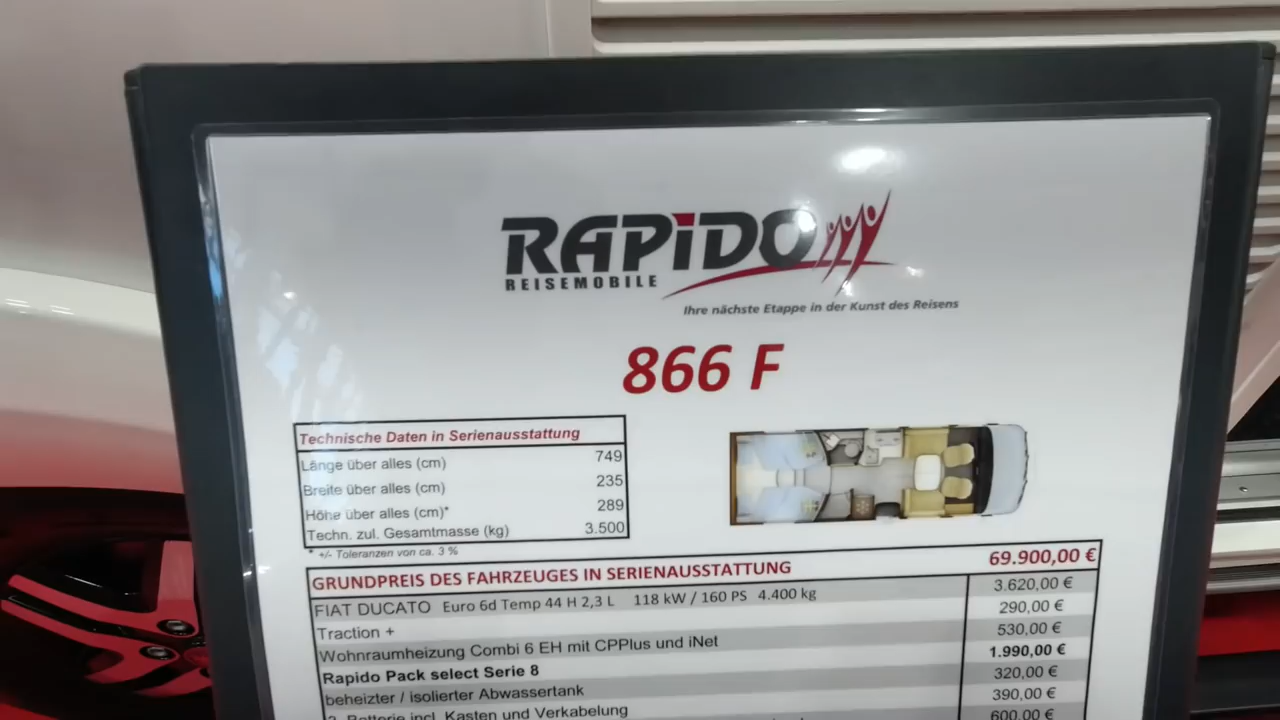 RAPiDO
REISEMOBILE
Ihre nächste Etappe in der Kunst des Reisens
866 F
Technische Daten in Serienausstattung
Länge über alles (cm) 749
Breite über alles (cm) 235
Höhe über alles (cm)* 289
Techn. zul. Gesamtmasse (kg) 3.500
* +/- Toleranzen von ca. 3 %
GRUNDPREIS DES FAHRZEUGES IN SERIENAUSSTATTUNG 69.900,00 €
FIAT DUCATO Euro 6d Temp 44 H 2,3 L 118 kW / 160 PS 4.400 kg 3.620,00 €
Traction + 290,00 €
Wohnraumheizung Combi 6 EH mit CPPlus und iNet 530,00 €
Rapido Pack select Serie 8 1.990,00 €
beheizter / isolierter Abwassertank 320,00 €
2. Batterie incl. Kasten und Verkabelung 390,00 €
600,00 €